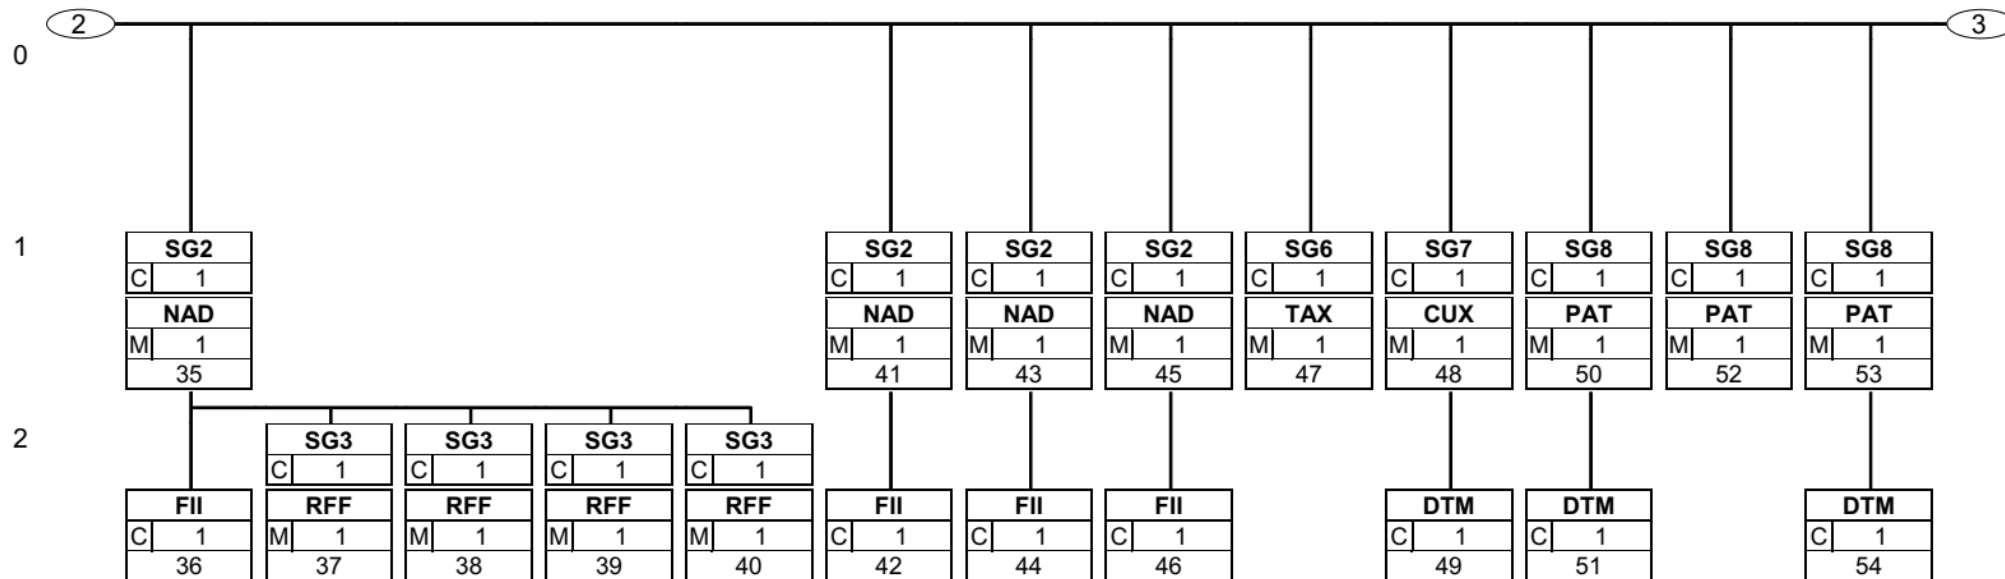 2 3
0
1
SG2 SG2 SG2 SG2 SG6 SG7 SG8 SG8 SG8
C 1 C 1 C 1 C 1 C 1 C 1 C 1 C 1 C 1
NAD NAD NAD NAD TAX CUX PAT PAT PAT
M 1 M 1 M 1 M 1 M 1 M 1 M 1 M 1 M 1
35 41 43 45 47 48 50 52 53
2
SG3 SG3 SG3 SG3
C 1 C 1 C 1 C 1
FII RFF RFF RFF RFF FII FII FII DTM DTM DTM
C 1 M 1 M 1 M 1 M 1 C 1 C 1 C 1 C 1 C 1 C 1
36 37 38 39 40 42 44 46 49 51 54